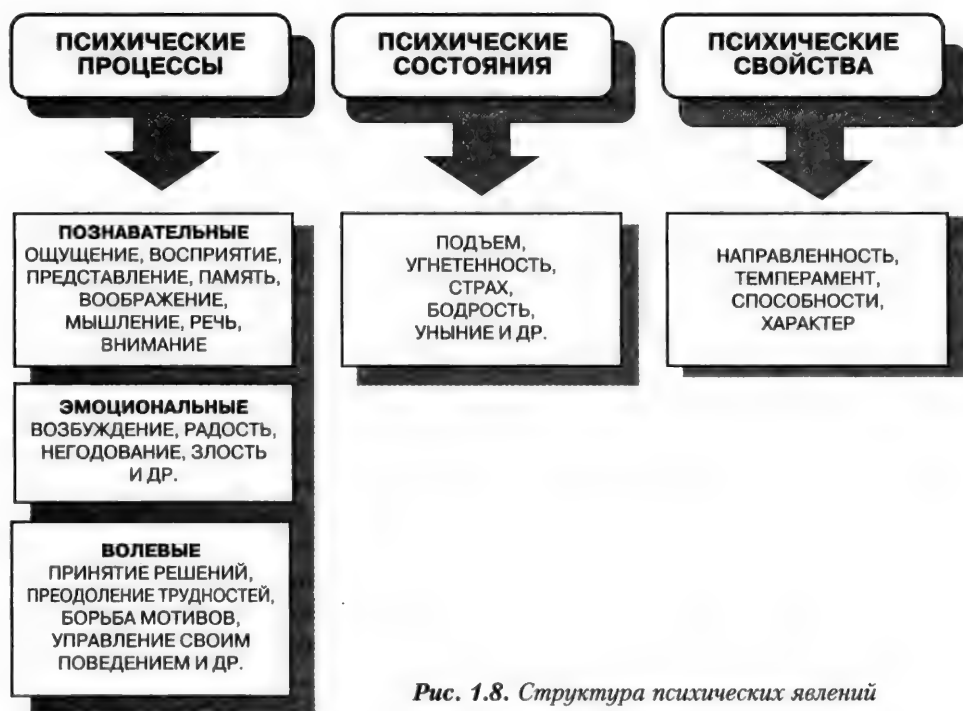 ПСИХИЧЕСКИЕ
ПРОЦЕССЫ
ПОЗНАВАТЕЛЬНЫЕ
ОЩУЩЕНИЕ, ВОСПРИЯТИЕ,
ПРЕДСТАВЛЕНИЕ, ПАМЯТЬ,
ВООБРАЖЕНИЕ,
МЫШЛЕНИЕ, РЕЧЬ,
ВНИМАНИЕ
ЭМОЦИОНАЛЬНЫЕ
ВОЗБУЖДЕНИЕ, РАДОСТЬ,
НЕГОДОВАНИЕ, ЗЛОСТЬ
И ДР.
ВОЛЕВЫЕ
ПРИНЯТИЕ РЕШЕНИЙ,
ПРЕОДОЛЕНИЕ ТРУДНОСТЕЙ,
БОРЬБА МОТИВОВ,
УПРАВЛЕНИЕ СВОИМ
ПОВЕДЕНИЕМ И ДР.
ПСИХИЧЕСКИЕ
СОСТОЯНИЯ
ПОДЪЕМ,
УГНЕТЕННОСТЬ,
СТРАХ,
БОДРОСТЬ,
УНЫНИЕ И ДР.
ПСИХИЧЕСКИЕ
СВОЙСТВА
НАПРАВЛЕННОСТЬ,
ТЕМПЕРАМЕНТ,
СПОСОБНОСТИ,
ХАРАКТЕР
Рис. 1.8. Структура психических явлений